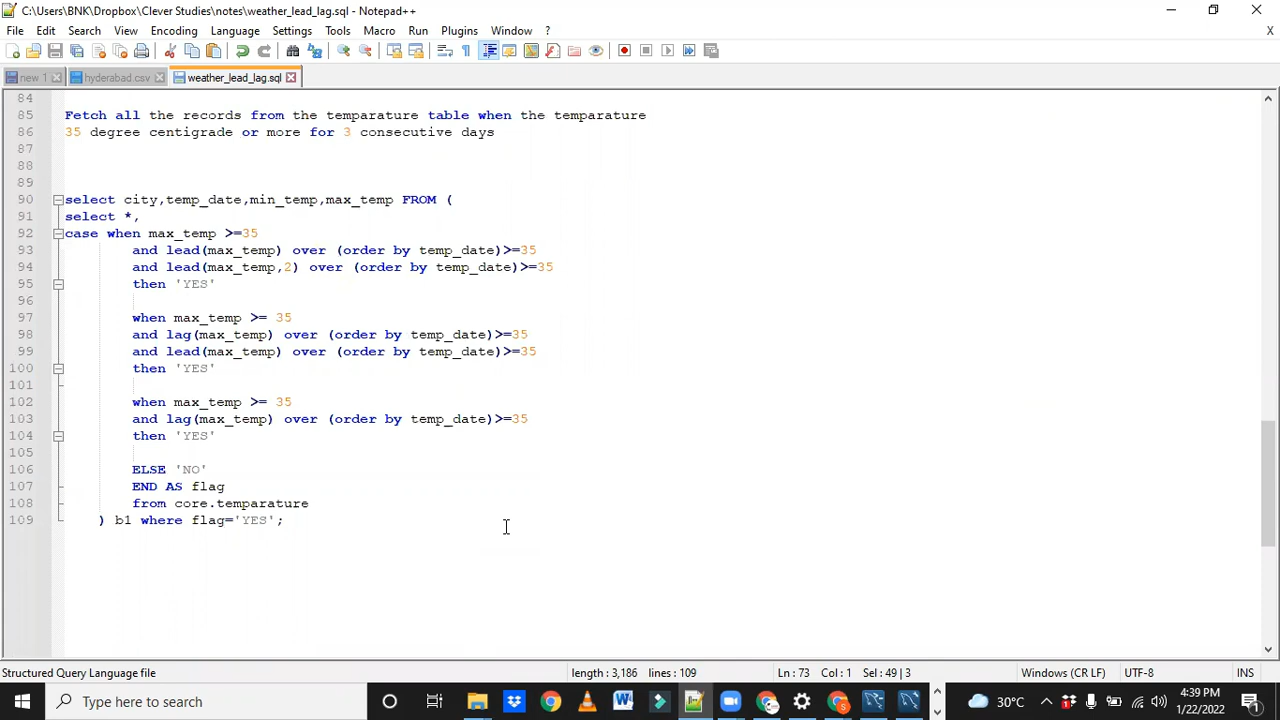 C:\Users\BNK\Dropbox\Clever Studies\notes\weather_lead_lag.sql - Notepad++
File Edit Search View Encoding Language Settings Tools Macro Run Plugins Window ? X
new 1 hyderabad.csv weather_lead_lag.sql
84
85 Fetch all the records from the temparature table when the temparature
86 35 degree centigrade or more for 3 consecutive days
87
88
89
90 select city,temp_date,min_temp,max_temp FROM (
91 select *,
92 case when max_temp >=35
93 and lead(max_temp) over (order by temp_date)>=35
94 and lead(max_temp,2) over (order by temp_date)>=35
95 then 'YES'
96
97 when max_temp >= 35
98 and lag(max_temp) over (order by temp_date)>=35
99 and lead(max_temp) over (order by temp_date)>=35
100 then 'YES'
101
102 when max_temp >= 35
103 and lag(max_temp) over (order by temp_date)>=35
104 then 'YES'
105
106 ELSE 'NO'
107 END AS flag
108 from core.temparature
109 ) b1 where flag='YES';
Structured Query Language file length : 3,186 lines : 109 Ln : 73 Col : 1 Sel : 49 | 3 Windows (CR LF) UTF-8 INS
Type here to search 30°C 4:39 PM
1/22/2022